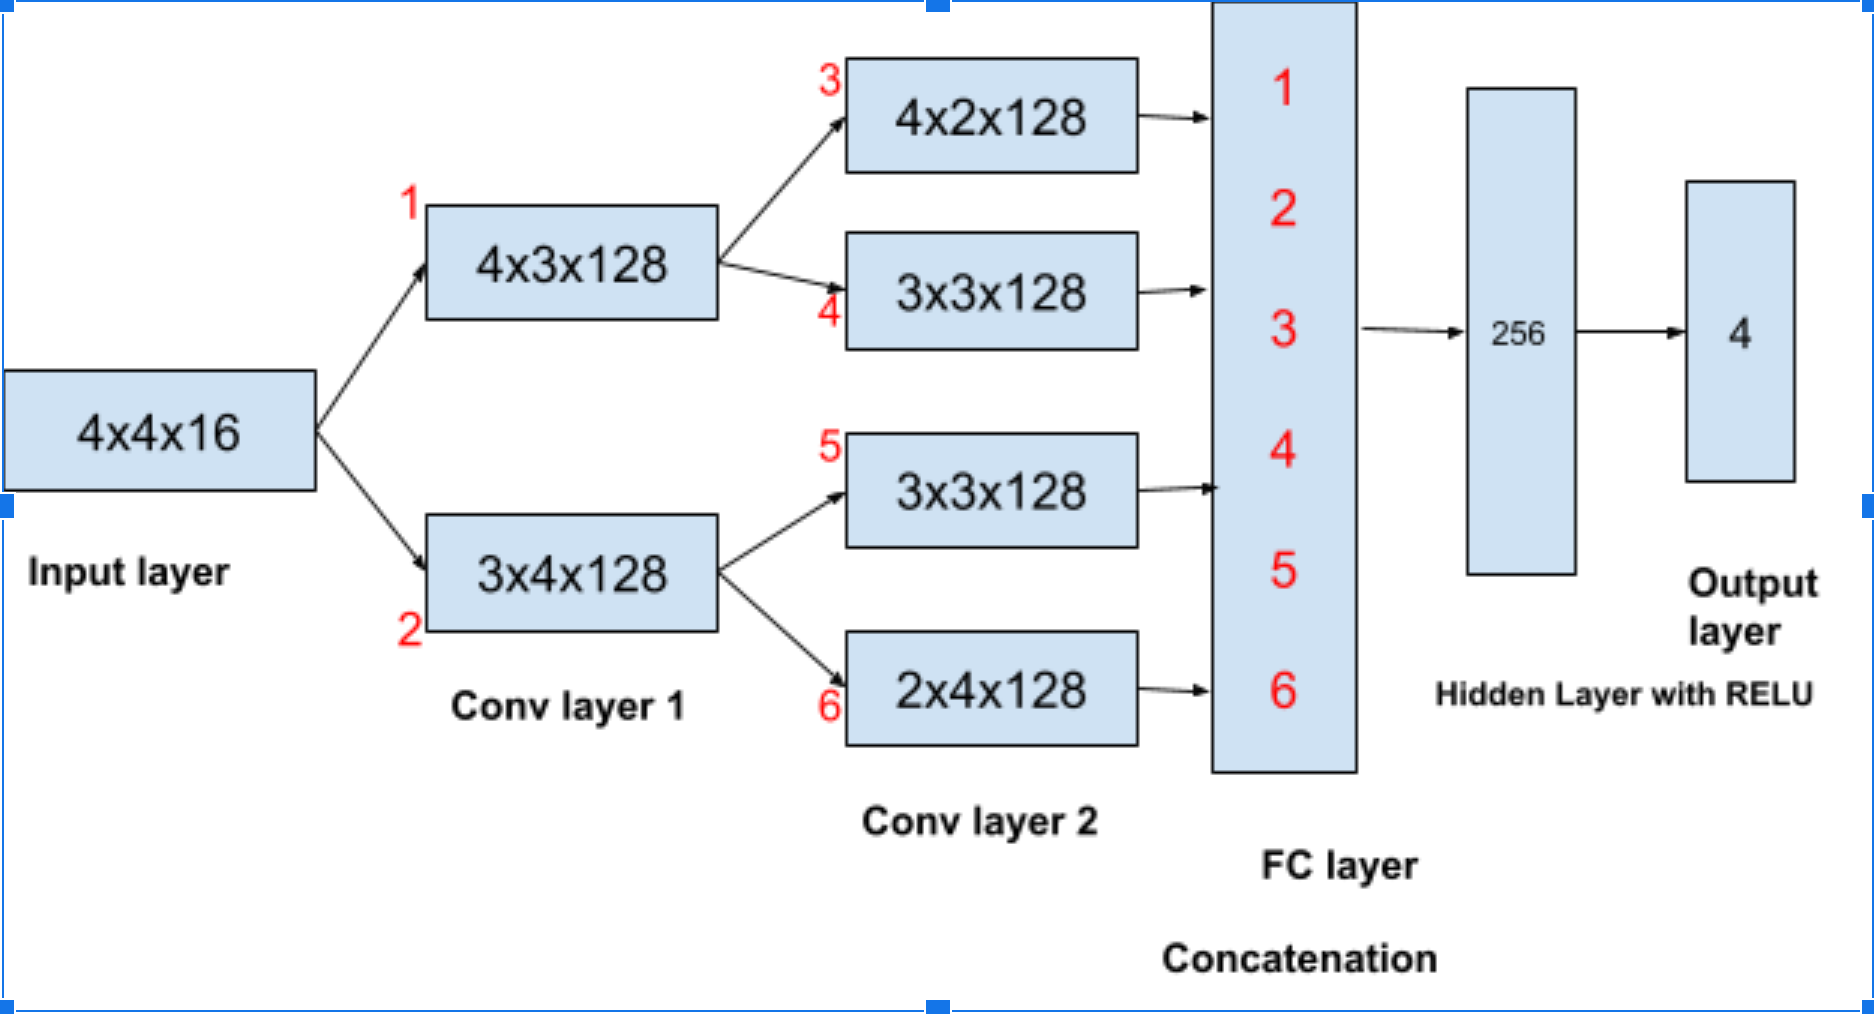 4x4x16
Input layer
1
4x3x128
2
3x4x128
Conv layer 1
3
4x2x128
4
3x3x128
5
3x3x128
6
2x4x128
Conv layer 2
1
2
3
4
5
6
FC layer
Concatenation
256
Hidden Layer with RELU
4
Output
layer